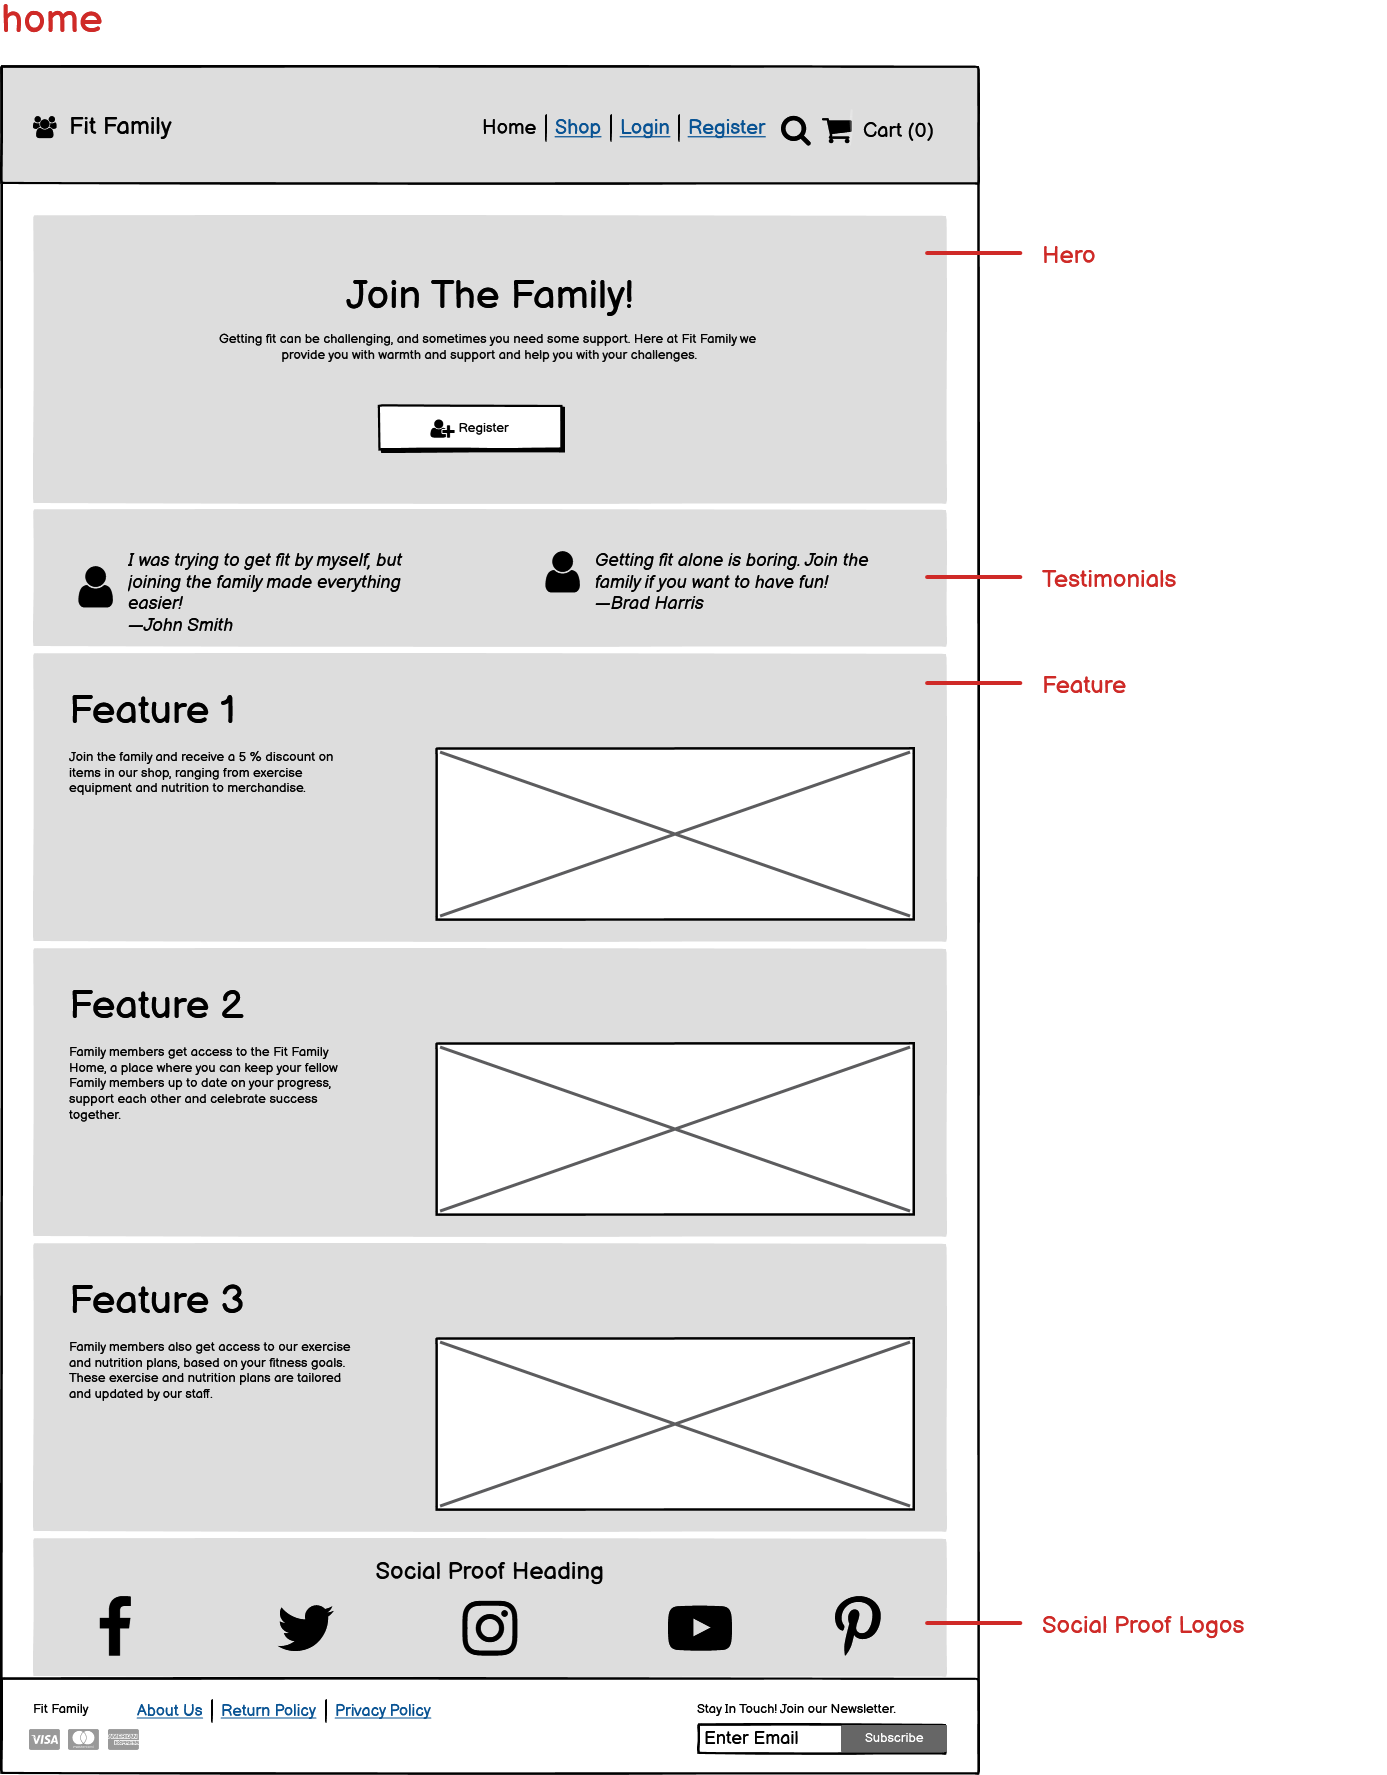 home
Fit Family
Home Shop Login Register Cart (0)
Hero
Join The Family!
Getting fit can be challenging, and sometimes you need some support. Here at Fit Family we
provide you with warmth and support and help you with your challenges.
Register
I was trying to get fit by myself, but
joining the family made everything
easier!
—John Smith
Getting fit alone is boring. Join the
family if you want to have fun!
—Brad Harris
Testimonials
Feature
Feature 1
Join the family and receive a 5 % discount on
items in our shop, ranging from exercise
equipment and nutrition to merchandise.
Feature 2
Family members get access to the Fit Family
Home, a place where you can keep your fellow
Family members up to date on your progress,
support each other and celebrate success
together.
Feature 3
Family members also get access to our exercise
and nutrition plans, based on your fitness goals.
These exercise and nutrition plans are tailored
and updated by our staff.
Social Proof Heading
Social Proof Logos
Fit Family
About Us Return Policy Privacy Policy
VISA
AMERICAN
EXPRESS
Stay In Touch! Join our Newsletter.
Enter Email Subscribe